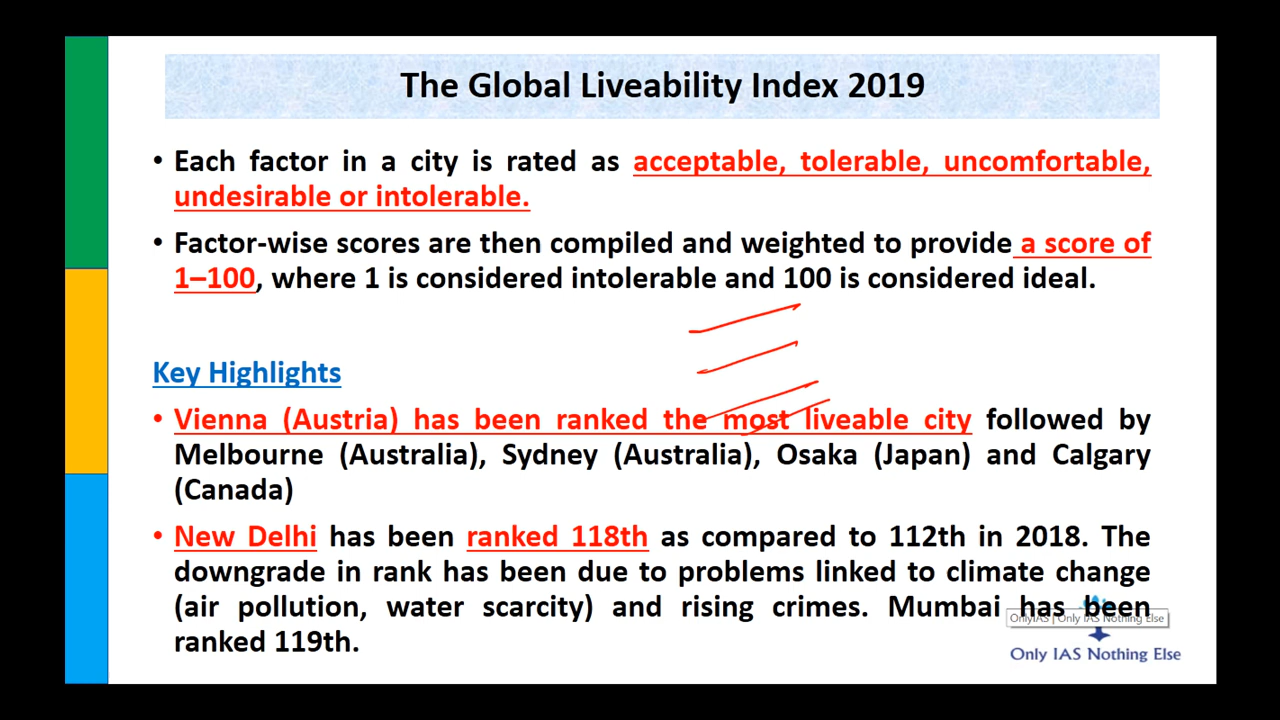 The Global Liveability Index 2019
• Each factor in a city is rated as acceptable, tolerable, uncomfortable,
undesirable or intolerable.
• Factor-wise scores are then compiled and weighted to provide a score of
1–100, where 1 is considered intolerable and 100 is considered ideal.
Key Highlights
• Vienna (Austria) has been ranked the most liveable city followed by
Melbourne (Australia), Sydney (Australia), Osaka (Japan) and Calgary
(Canada)
• New Delhi has been ranked 118th as compared to 112th in 2018. The
downgrade in rank has been due to problems linked to climate change
(air pollution, water scarcity) and rising crimes. Mumbai has been
ranked 119th.
OnlyIAS | Only IAS Nothing Else
Only IAS Nothing Else